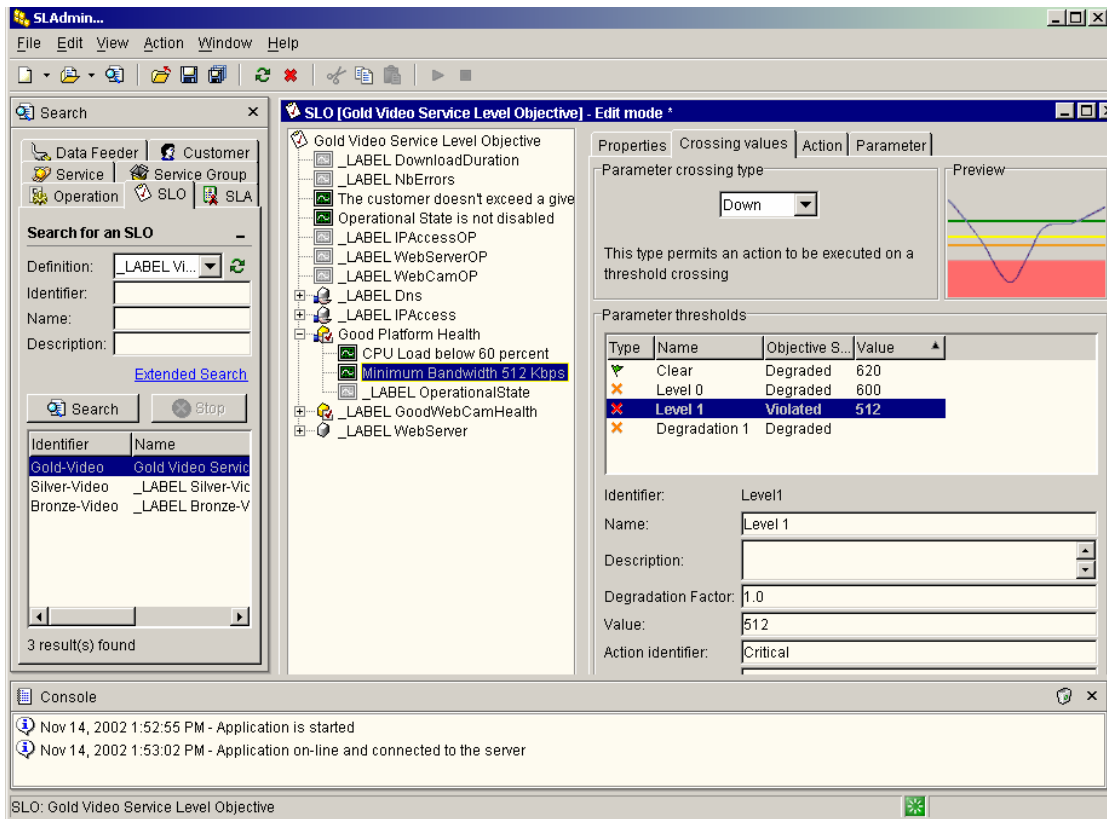 SLAdmin...
File Edit View Action Window Help
Search
Data Feeder Customer
Service Service Group
Operation SLO SLA
Search for an SLO
Definition: _LABEL Vi...
Identifier:
Name:
Description:
Extended Search
Search Stop
Identifier Name
Gold-Video Gold Video Servic
Silver-Video _LABEL Silver-Vic
Bronze-Video _LABEL Bronze-V
3 result(s) found
SLO [Gold Video Service Level Objective] - Edit mode *
Gold Video Service Level Objective
_LABEL DownloadDuration
_LABEL NbErrors
The customer doesn't exceed a give
Operational State is not disabled
_LABEL IPAccessOP
_LABEL WebServerOP
_LABEL WebCamOP
_LABEL Dns
_LABEL IPAccess
Good Platform Health
CPU Load below 60 percent
Minimum Bandwidth 512 Kbps
_LABEL OperationalState
_LABEL GoodWebCamHealth
_LABEL WebServer
Properties Crossing values Action Parameter
Parameter crossing type
Down
This type permits an action to be executed on a
threshold crossing
Preview
Parameter thresholds
Type Name Objective S... Value
Clear Degraded 620
Level 0 Degraded 600
Level 1 Violated 512
Degradation 1 Degraded
Identifier: Level1
Name: Level 1
Description:
Degradation Factor: 1.0
Value: 512
Action identifier: Critical
Console
Nov 14, 2002 1:52:55 PM - Application is started
Nov 14, 2002 1:53:02 PM - Application on-line and connected to the server
SLO: Gold Video Service Level Objective